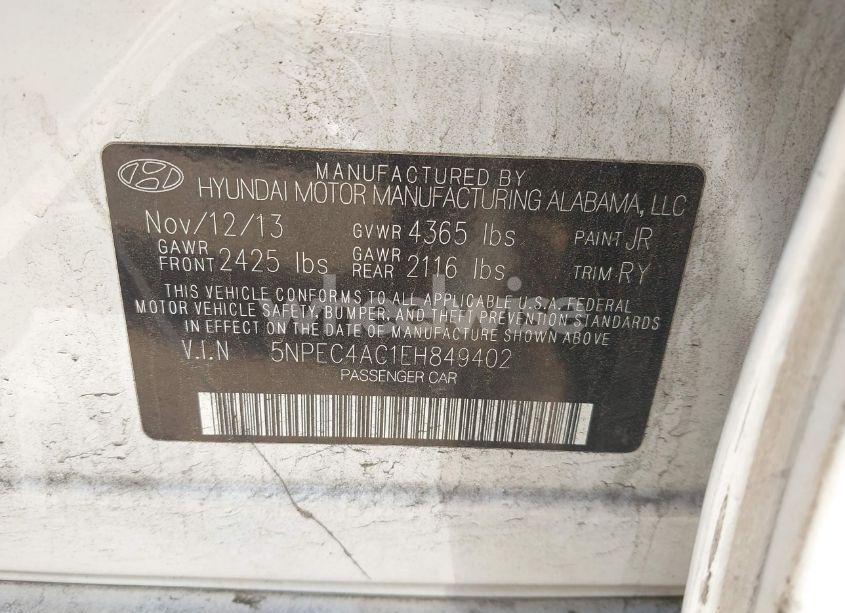 MANUFACTURED BY
HYUNDAI MOTOR MANUFACTURING ALABAMA, LLC
Nov/12/13 GVWR 4365 lbs PAINT JR
GAWR FRONT 2425 lbs GAWR REAR 2116 lbs TRIM RY
THIS VEHICLE CONFORMS TO ALL APPLICABLE U.S.A. FEDERAL
MOTOR VEHICLE SAFETY, BUMPER, AND THEFT PREVENTION STANDARDS
IN EFFECT ON THE DATE OF MANUFACTURE SHOWN ABOVE
V.I.N 5NPEC4AC1EH849402
PASSENGER CAR